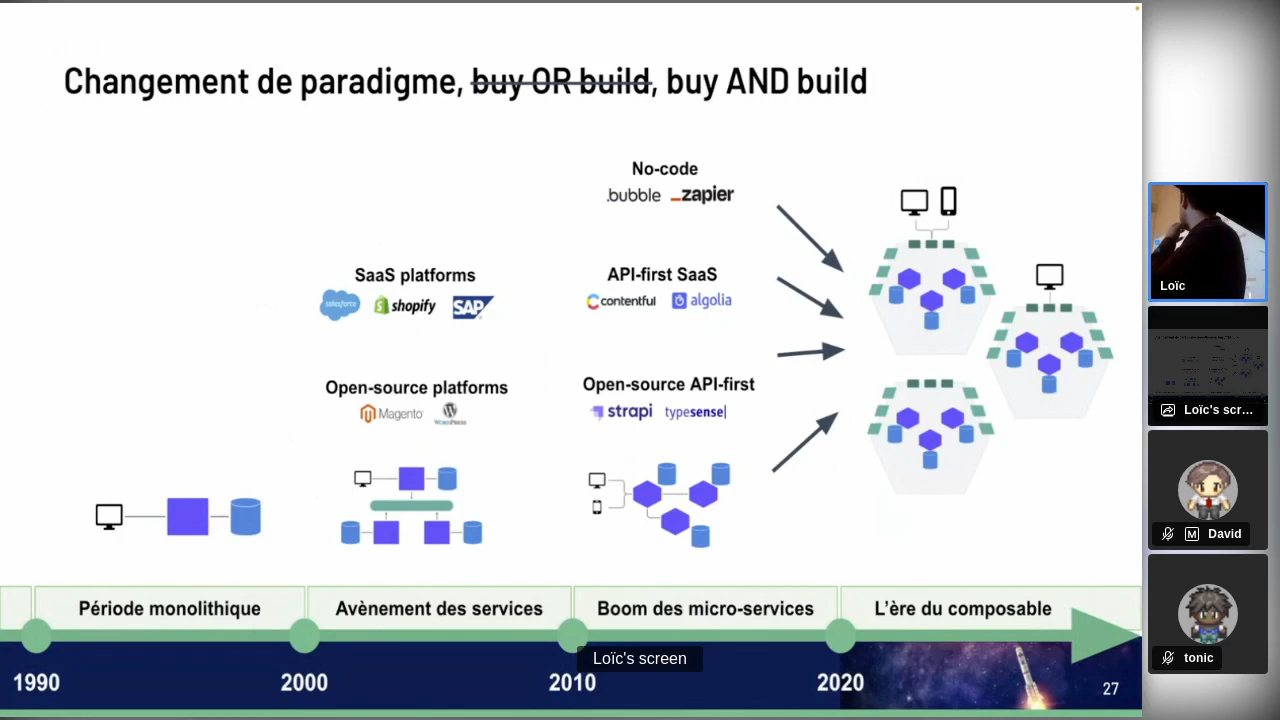 Changement de paradigme, buy OR build, buy AND build
No-code
.bubble zapier
SaaS platforms
salesforce shopify SAP
API-first SaaS
contentful algolia
Open-source platforms
Magento WORDPRESS
Open-source API-first
strapi typesense|
Période monolithique
Avènement des services
Boom des micro-services
L'ère du composable
1990
2000
2010
2020
27
Loïc's screen
Loïc
Loïc's scr...
M David
tonic